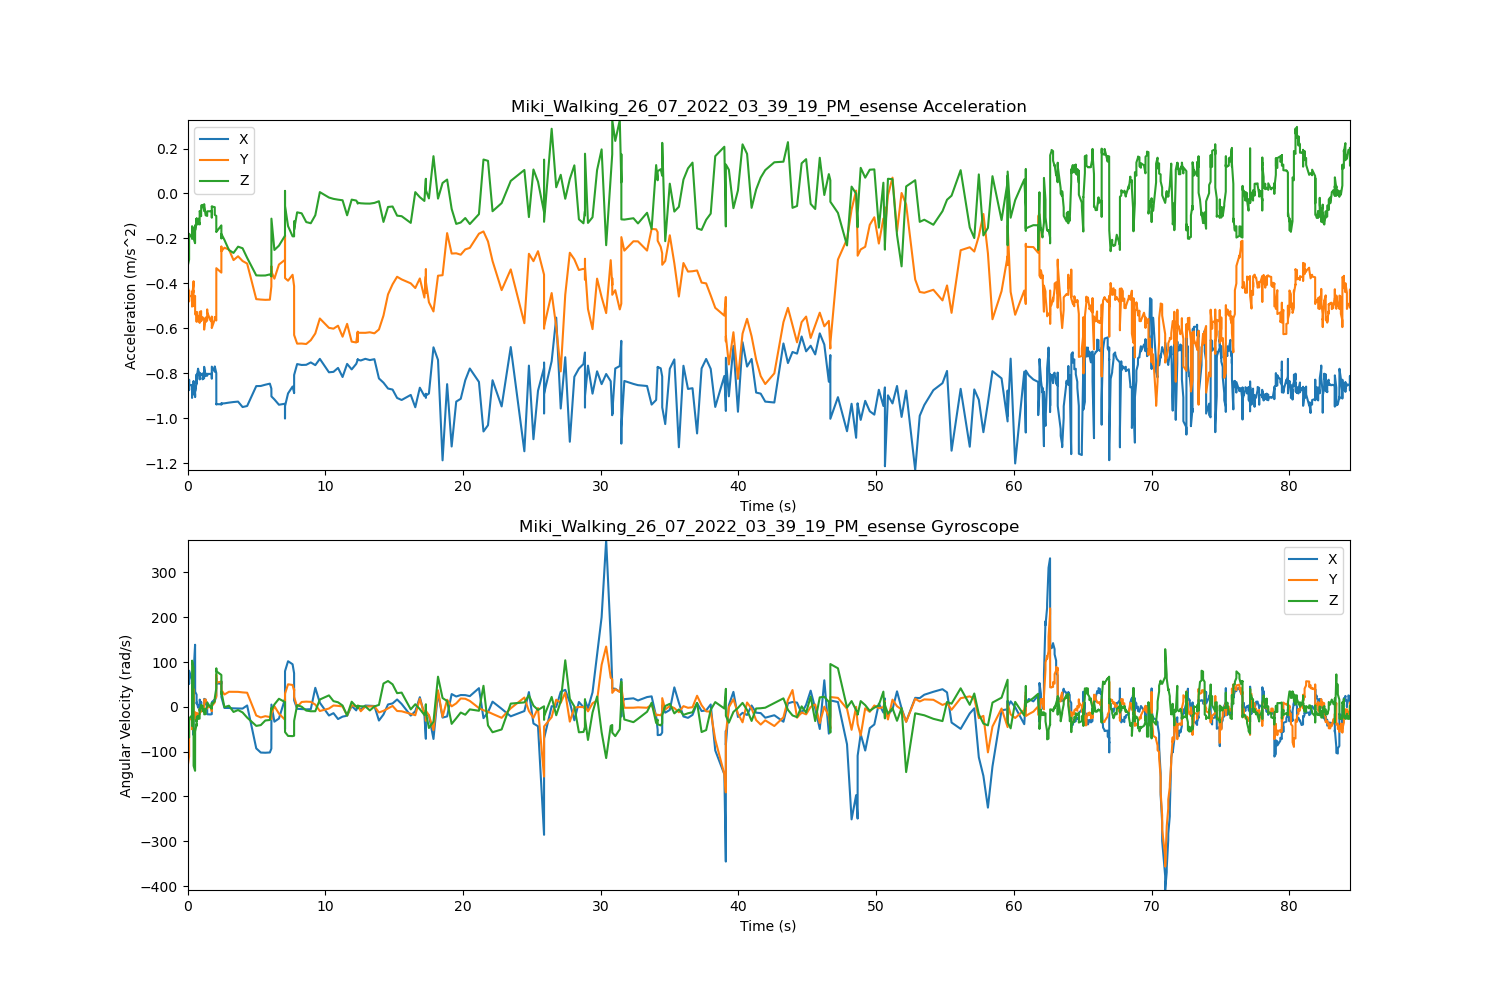 Miki_Walking_26_07_2022_03_39_19_PM_esense Acceleration
X
Y
Z
Acceleration (m/s^2)
0.2
0.0
−0.2
−0.4
−0.6
−0.8
−1.0
−1.2
0 10 20 30 40 50 60 70 80
Time (s)
Miki_Walking_26_07_2022_03_39_19_PM_esense Gyroscope
X
Y
Z
Angular Velocity (rad/s)
300
200
100
0
−100
−200
−300
−400
0 10 20 30 40 50 60 70 80
Time (s)